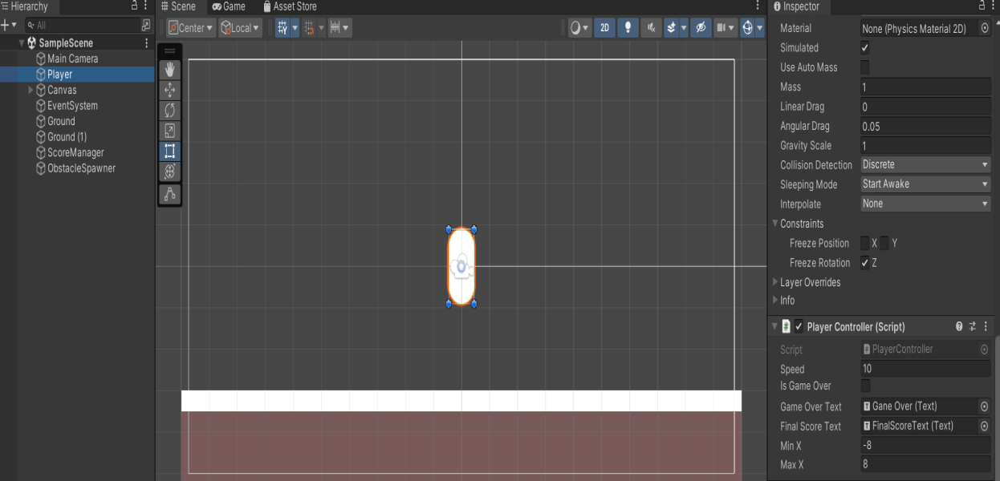 Hierarchy
All
SampleScene
Main Camera
Player
Canvas
EventSystem
Ground
Ground (1)
ScoreManager
ObstacleSpawner
Scene
Game
Asset Store
Center
Local
2D
Inspector
Material None (Physics Material 2D)
Simulated
Use Auto Mass
Mass 1
Linear Drag 0
Angular Drag 0.05
Gravity Scale 1
Collision Detection Discrete
Sleeping Mode Start Awake
Interpolate None
Constraints
Freeze Position X Y
Freeze Rotation Z
Layer Overrides
Info
Player Controller (Script)
Script PlayerController
Speed 10
Is Game Over
Game Over Text Gane Over (Text)
Final Score Text FinalScoreText (Text)
Min X -8
Max X 8